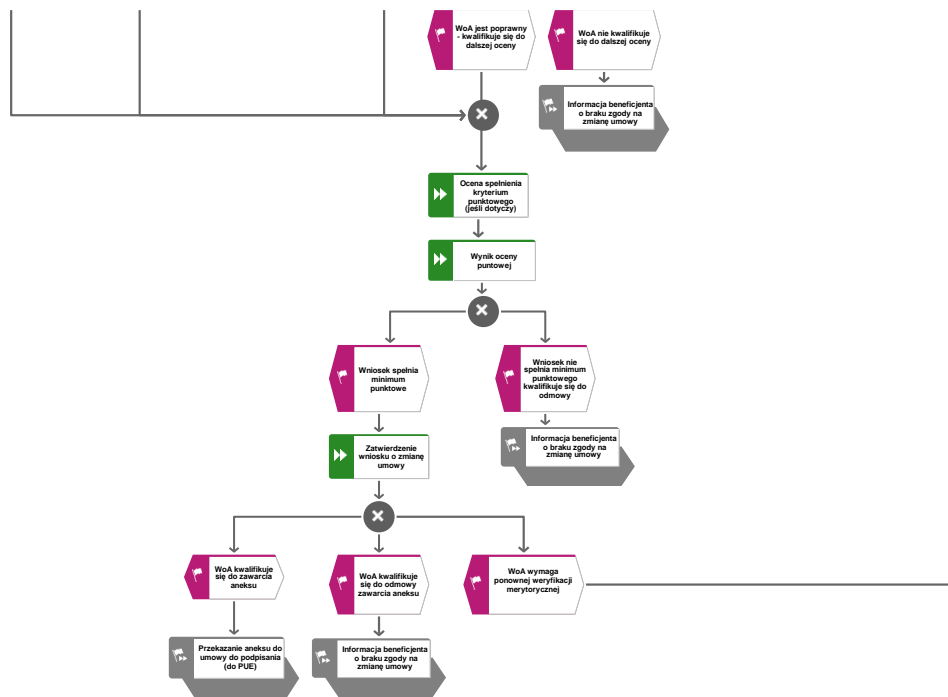 WoA jest poprawny
- kwalifikuje się do
dalszej oceny
WoA nie kwalifikuje
się do dalszej oceny
Informacja beneficjenta
o braku zgody na
zmianę umowy
Ocena spełnienia
kryterium
punktowego
(jeśli dotyczy)
Wynik oceny
puntowej
Wniosek spełnia
minimum
punktowe
Wniosek nie
spełnia minimum
punktowego
kwalifikuje się do
odmowy
Zatwierdzenie
wniosku o zmianę
umowy
Informacja beneficjenta
o braku zgody na
zmianę umowy
WoA kwalifikuje
się do zawarcia
aneksu
WoA kwalifikuje
się do odmowy
zawarcia aneksu
WoA wymaga
ponownej weryfikacji
merytorycznej
Przekazanie aneksu do
umowy do podpisania
(do PUE)
Informacja beneficjenta
o braku zgody na
zmianę umowy